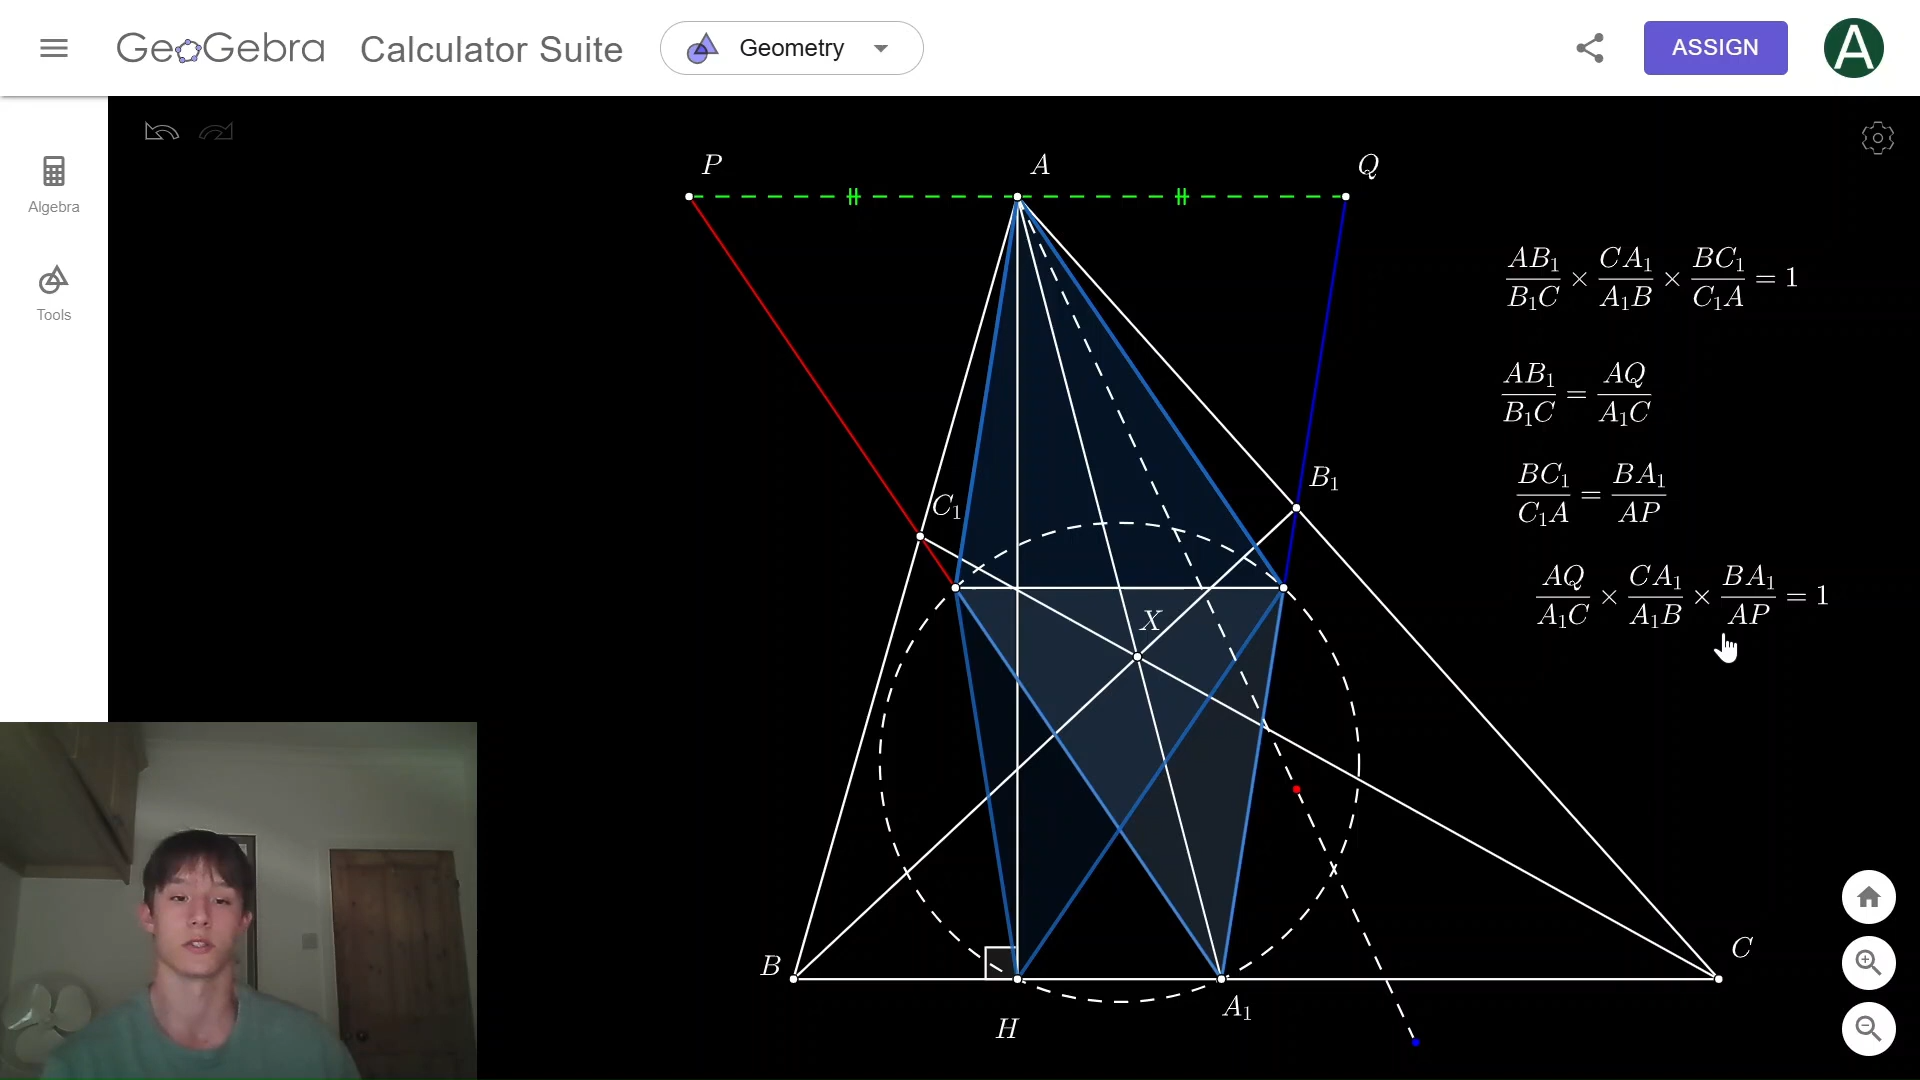 GeoGebra Calculator Suite Geometry ASSIGN A
Algebra
Tools
P A Q
AB₁/B₁C × CA₁/A₁B × BC₁/C₁A = 1
AB₁/B₁C = AQ/A₁C
BC₁/C₁A = BA₁/AP
AQ/A₁C × CA₁/A₁B × BA₁/AP = 1
B₁
C₁
X
B
C
H
A₁